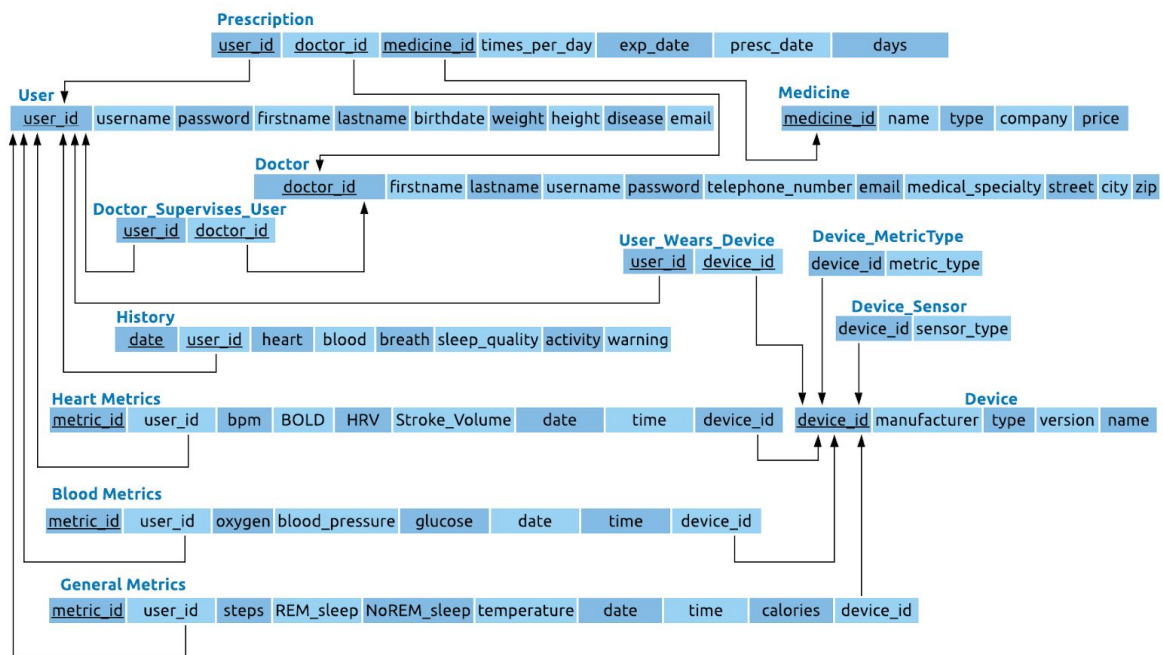 Prescription
user_id doctor_id medicine_id times_per_day exp_date presc_date days
User
user_id username password firstname lastname birthdate weight height disease email
Medicine
medicine_id name type company price
Doctor
doctor_id firstname lastname username password telephone_number email medical_specialty street city zip
Doctor_Supervises_User
user_id doctor_id
User_Wears_Device
user_id device_id
Device_MetricType
device_id metric_type
Device_Sensor
device_id sensor_type
History
date user_id heart blood breath sleep_quality activity warning
Heart Metrics
metric_id user_id bpm BOLD HRV Stroke_Volume date time device_id
Device
device_id manufacturer type version name
Blood Metrics
metric_id user_id oxygen blood_pressure glucose date time device_id
General Metrics
metric_id user_id steps REM_sleep NoREM_sleep temperature date time calories device_id